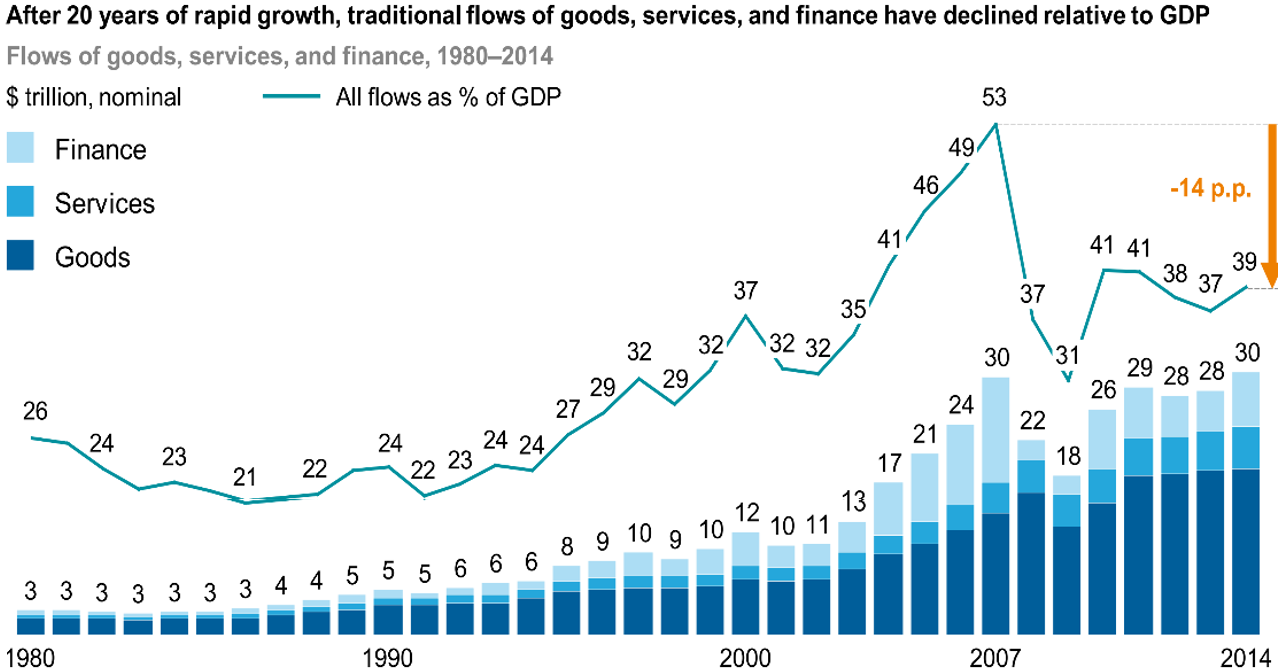 After 20 years of rapid growth, traditional flows of goods, services, and finance have declined relative to GDP
Flows of goods, services, and finance, 1980–2014
$ trillion, nominal All flows as % of GDP
Finance
Services
Goods
-14 p.p.
26 24 23 21 22 24 22 23 24 24 27 29 32 29 32 37 32 32 35 41 46 49 53 37 31 41 41 38 37 39
3 3 3 3 3 3 3 4 4 5 5 5 6 6 6 8 9 10 9 10 12 10 11 13 17 21 24 30 22 18 26 29 28 28 30
1980 1990 2000 2007 2014